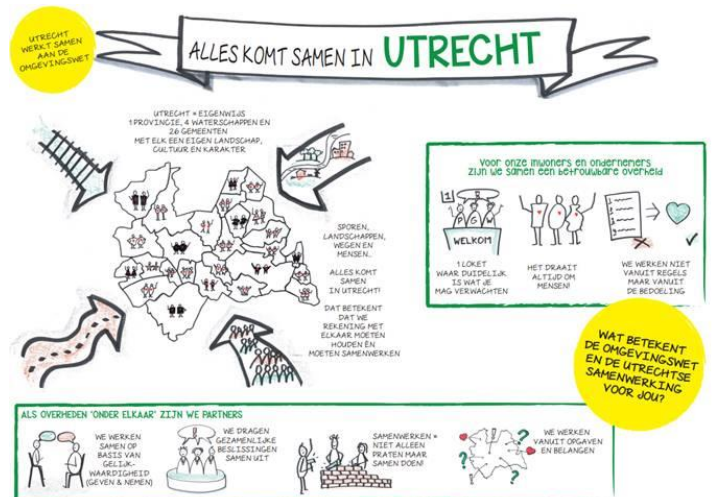 UTRECHT
WERKT SAMEN
AAN DE
OMGEVINGSWET
ALLES KOMT SAMEN IN UTRECHT
UTRECHT = EIGENWIJS
1 PROVINCIE, 4 WATERSCHAPPEN EN
26 GEMEENTEN
MET ELK EEN EIGEN LANDSCHAP,
CULTUUR EN KARAKTER
SPOREN,
LANDSCHAPPEN,
WEGEN EN
MENSEN..
ALLES KOMT
SAMEN
IN UTRECHT!
DAT BETEKENT
DAT WE
REKENING MET
ELKAAR MOETEN
HOUDEN ÈN
MOETEN SAMENWERKEN
Voor onze inwoners en ondernemers
zijn we samen een betrouwbare overheid
1
P G W
WELKOM
1 LOKET
WAAR DUIDELIJK
IS WAT JE
MAG VERWACHTEN
HET DRAAIT
ALTIJD OM
MENSEN!
WE WERKEN NIET
VANUIT REGELS
MAAR VANUIT
DE BEDOELING
WAT BETEKENT
DE OMGEVINGSWET
EN DE UTRECHTSE
SAMENWERKING
VOOR JOU?
ALS OVERHEDEN 'ONDER ELKAAR' ZIJN WE PARTNERS
WE WERKEN
SAMEN OP
BASIS VAN
GELIJK-
WAARDIGHEID
(GEVEN & NEMEN)
WE DRAGEN
GEZAMENLIJKE
BESLISSINGEN
SAMEN UIT
SAMENWERKEN =
NIET ALLEEN
PRATEN MAAR
SAMEN DOEN!
WE WERKEN
VANUIT OPGAVEN
EN BELANGEN